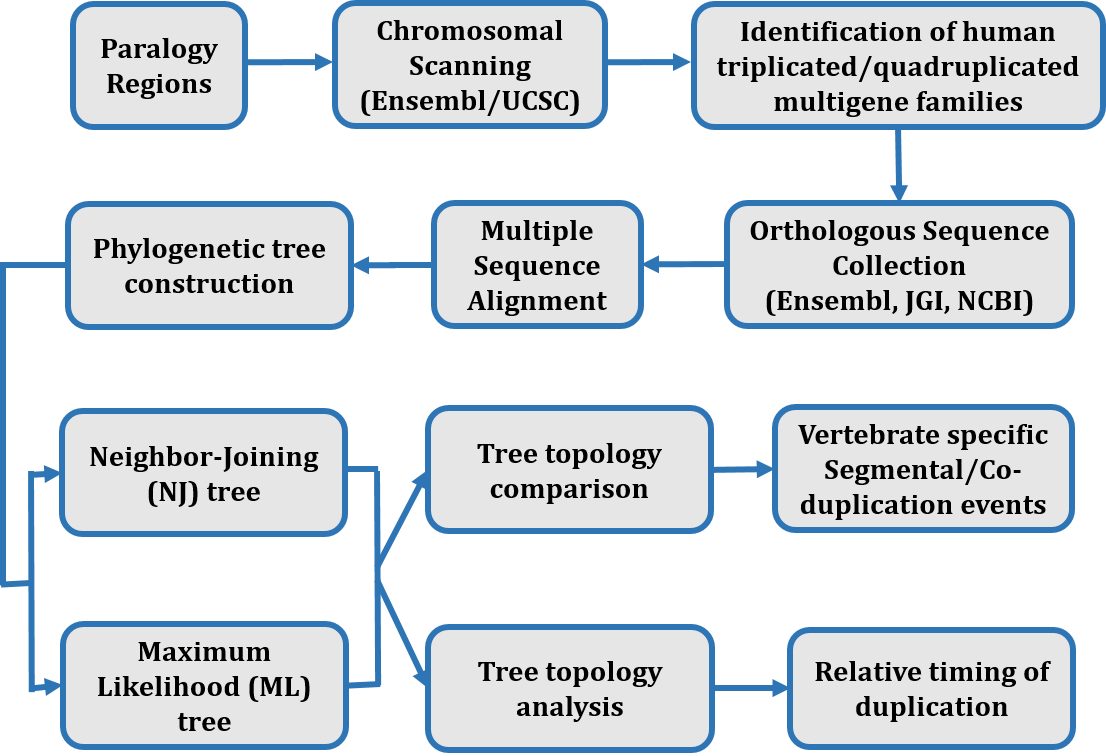 Paralogy
Regions
Chromosomal
Scanning
(Ensembl/UCSC)
Identification of human
triplicated/quadruplicated
multigene families
Orthologous Sequence
Collection
(Ensembl, JGI, NCBI)
Multiple
Sequence
Alignment
Phylogenetic tree
construction
Neighbor-Joining
(NJ) tree
Maximum
Likelihood (ML)
tree
Tree topology
comparison
Vertebrate specific
Segmental/Co-
duplication events
Tree topology
analysis
Relative timing of
duplication